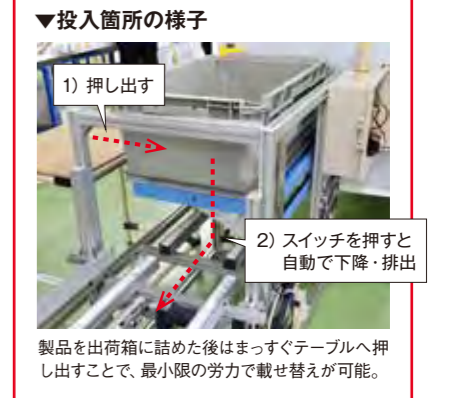 ▼投入箇所の様子
1) 押し出す
2) スイッチを押すと
自動で下降・排出
製品を出荷箱に詰めた後はまっすぐテーブルへ押
し出すことで、最小限の労力で載せ替えが可能。